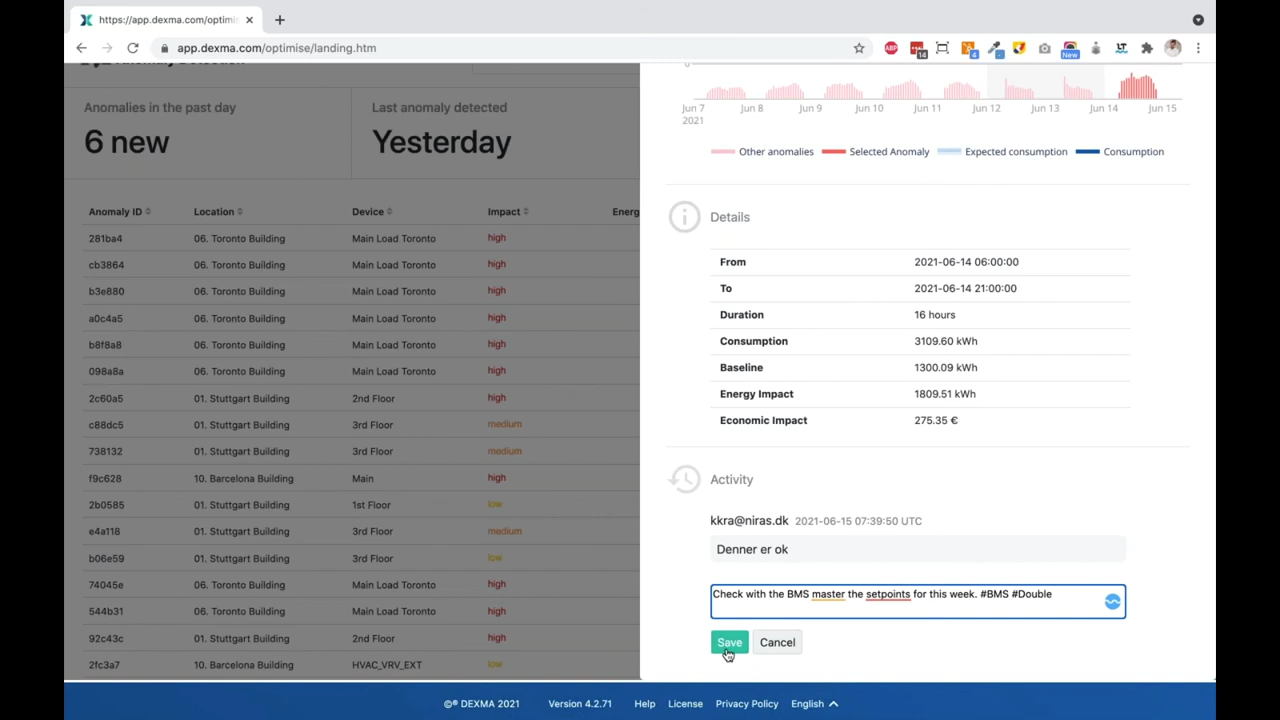 https://app.dexma.com/optimi
app.dexma.com/optimise/landing.htm
14
4
New
LT
Anomaly Detection
Anomalies in the past day
6 new
Last anomaly detected
Yesterday
Anomaly ID Location Device Impact Energ
281ba4 06. Toronto Building Main Load Toronto high
cb3864 06. Toronto Building Main Load Toronto high
b3e880 06. Toronto Building Main Load Toronto high
a0c4a5 06. Toronto Building Main Load Toronto high
b8f8a8 06. Toronto Building Main Load Toronto high
098a8a 06. Toronto Building Main Load Toronto high
2c60a5 01. Stuttgart Building 2nd Floor high
c88dc5 01. Stuttgart Building 3rd Floor medium
738132 01. Stuttgart Building 3rd Floor medium
f9c628 10. Barcelona Building Main high
2b0585 01. Stuttgart Building 1st Floor low
e4a118 01. Stuttgart Building 3rd Floor medium
b06e59 01. Stuttgart Building 3rd Floor low
74045e 06. Toronto Building Main Load Toronto high
544b31 06. Toronto Building Main Load Toronto high
92c43c 01. Stuttgart Building 2nd Floor high
2fc3a7 10. Barcelona Building HVAC_VRV_EXT low
0
Jun 7 Jun 8 Jun 9 Jun 10 Jun 11 Jun 12 Jun 13 Jun 14 Jun 15
2021
Other anomalies Selected Anomaly Expected consumption Consumption
Details
From 2021-06-14 06:00:00
To 2021-06-14 21:00:00
Duration 16 hours
Consumption 3109.60 kWh
Baseline 1300.09 kWh
Energy Impact 1809.51 kWh
Economic Impact 275.35 €
Activity
kkra@niras.dk 2021-06-15 07:39:50 UTC
Denner er ok
Check with the BMS master the setpoints for this week. #BMS #Double
Save Cancel
©® DEXMA 2021 Version 4.2.71 Help License Privacy Policy English